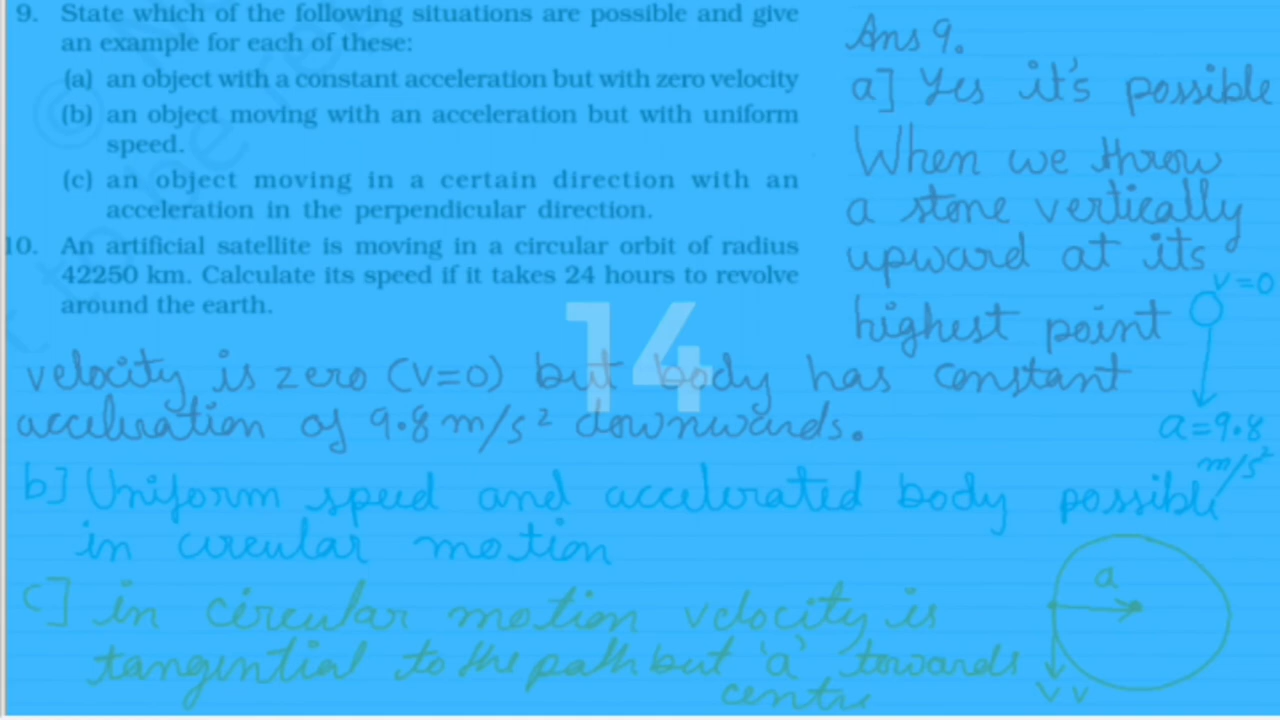 9. State which of the following situations are possible and give
an example for each of these:
(a) an object with a constant acceleration but with zero velocity
(b) an object moving with an acceleration but with uniform
speed.
(c) an object moving in a certain direction with an
acceleration in the perpendicular direction.
10. An artificial satellite is moving in a circular orbit of radius
42250 km. Calculate its speed if it takes 24 hours to revolve
around the earth.
14
Ans 9.
a] Yes it's possible
When we throw
a stone vertically
upward at its
highest point
v=0
velocity is zero (v=0) but body has constant
acceleration of 9.8 m/s² downwards.
a=9.8
m/s²
b] Uniform speed and accelerated body possible
in circular motion
c] in circular motion velocity is
tangential to the path but 'a' towards
centre
a
v